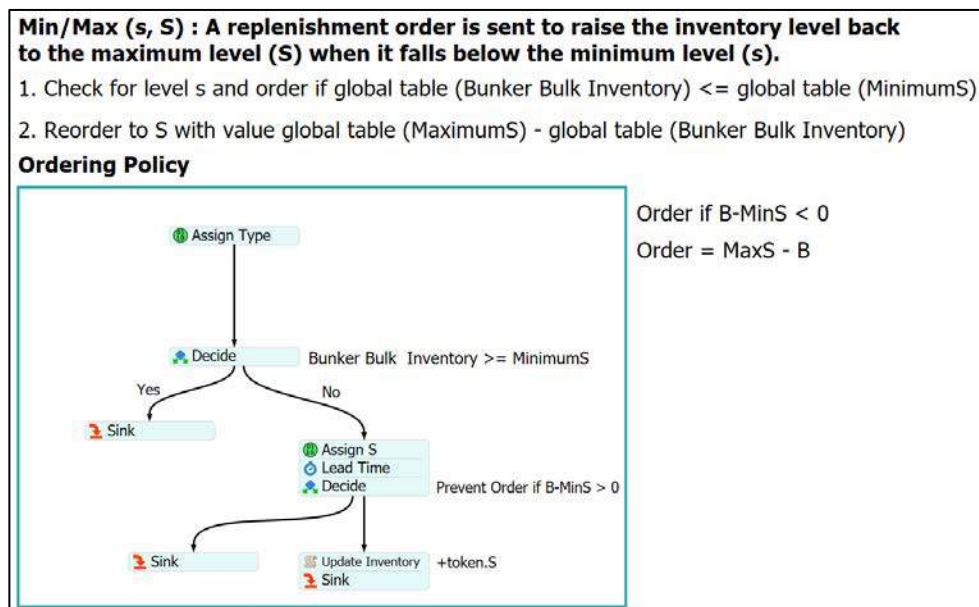 Min/Max (s, S) : A replenishment order is sent to raise the inventory level back
to the maximum level (S) when it falls below the minimum level (s).
1. Check for level s and order if global table (Bunker Bulk Inventory) <= global table (MinimumS)
2. Reorder to S with value global table (MaximumS) - global table (Bunker Bulk Inventory)
Ordering Policy
Order if B-MinS < 0
Order = MaxS - B
Assign Type
Decide
Bunker Bulk Inventory >= MinimumS
Yes
No
Sink
Assign S
Lead Time
Decide
Prevent Order if B-MinS > 0
Sink
Update Inventory
+token.S
Sink